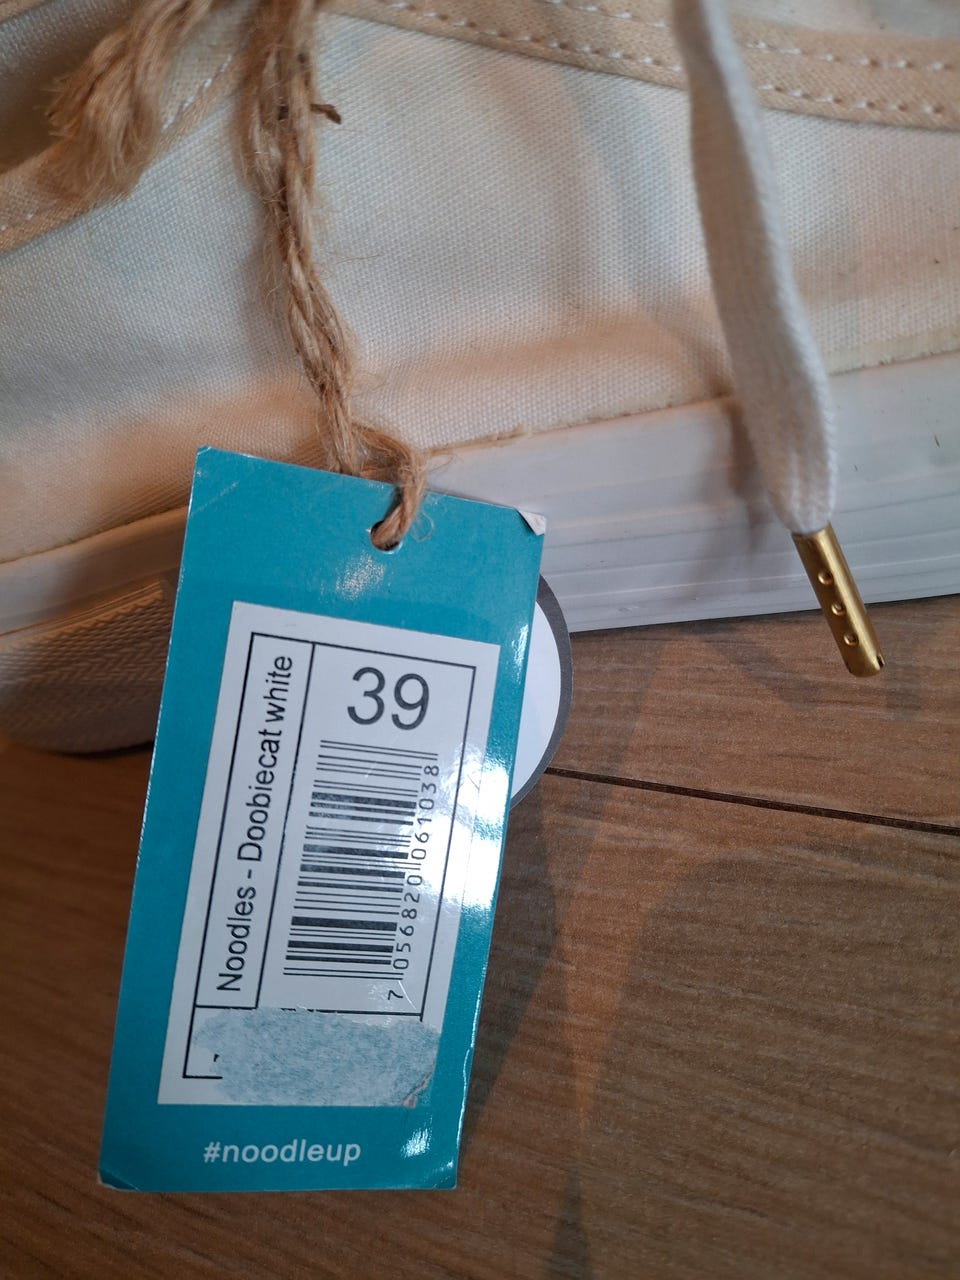 39
Noodles - Doobiecat white
7 056820 061038
#noodleup